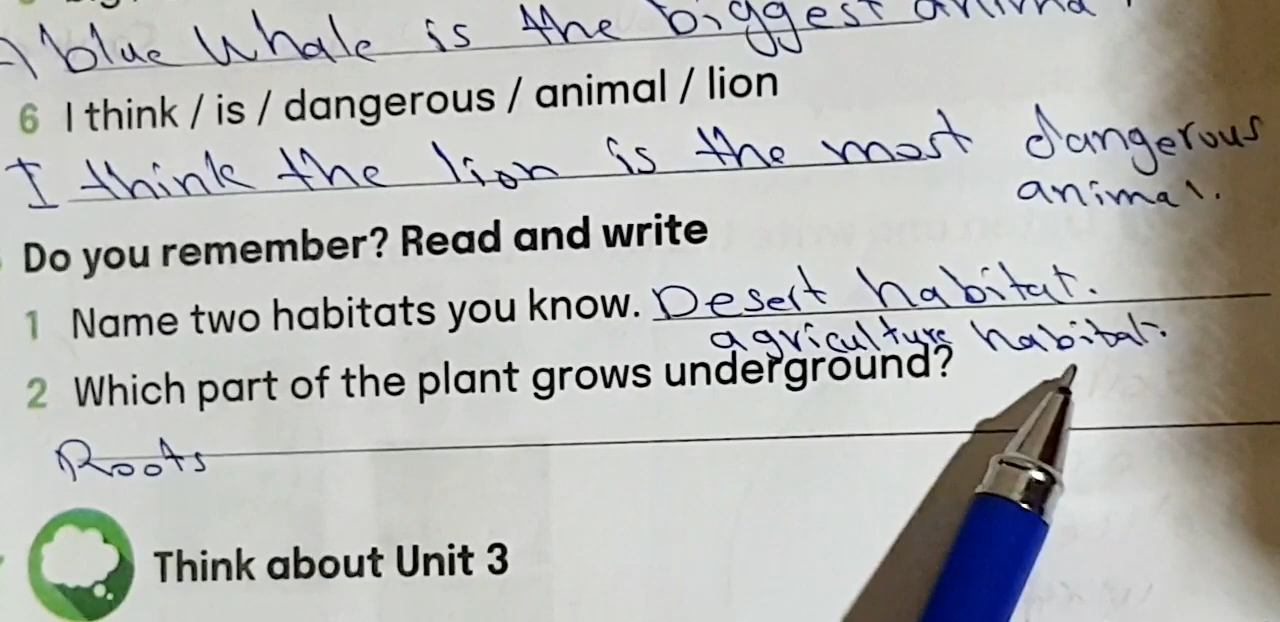 blue whale is the biggest
6 I think / is / dangerous / animal / lion
I think the lion is the most dangerous
animal.
Do you remember? Read and write
1 Name two habitats you know. Desert habitat.
agriculture habitat.
2 Which part of the plant grows underground?
Roots
Think about Unit 3